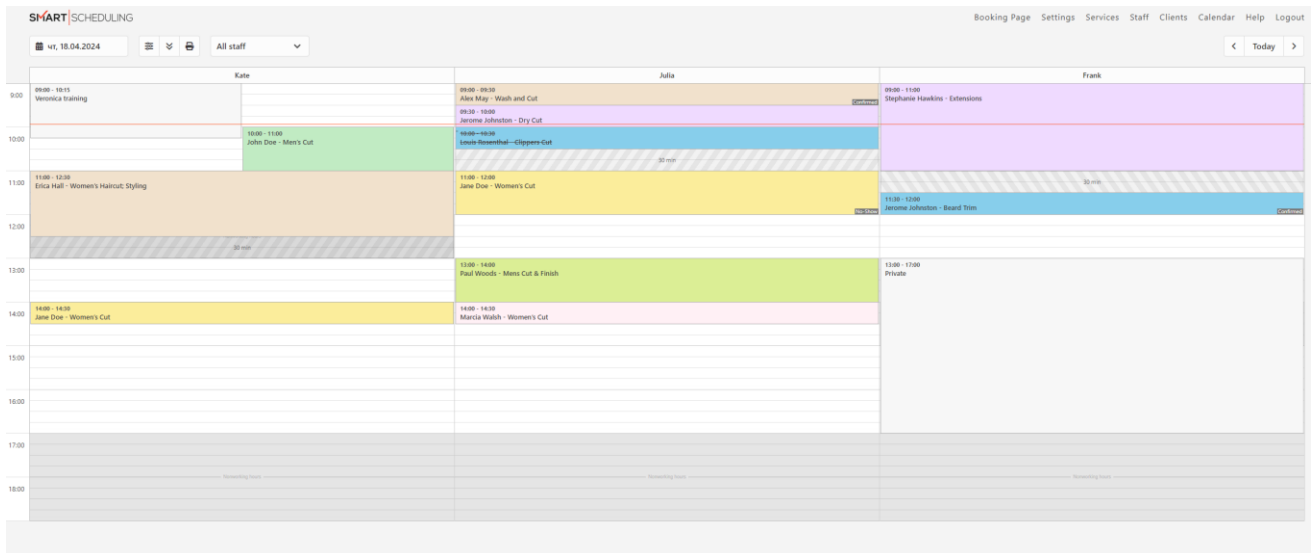 SMART SCHEDULING
Booking Page Settings Services Staff Clients Calendar Help Logout
чт, 18.04.2024
All staff
Today
Kate
Julia
Frank
9:00
09:00 - 10:15
Veronica training
09:00 - 09:30
Alex May - Wash and Cut
Confirmed
09:30 - 10:00
Jerome Johnston - Dry Cut
09:00 - 11:00
Stephanie Hawkins - Extensions
10:00
10:00 - 11:00
John Doe - Men's Cut
10:00 - 10:30
Louis Rosenthal - Clippers Cut
30 min
11:00
11:00 - 12:30
Erica Hall - Women's Haircut: Styling
11:00 - 12:00
Jane Doe - Women's Cut
No-Show
30 min
11:30 - 12:00
Jerome Johnston - Beard Trim
Confirmed
12:00
30 min
13:00
13:00 - 14:00
Paul Woods - Mens Cut & Finish
13:00 - 17:00
Private
14:00
14:00 - 14:30
Jane Doe - Women's Cut
14:00 - 14:30
Marcia Walsh - Women's Cut
15:00
16:00
17:00
18:00